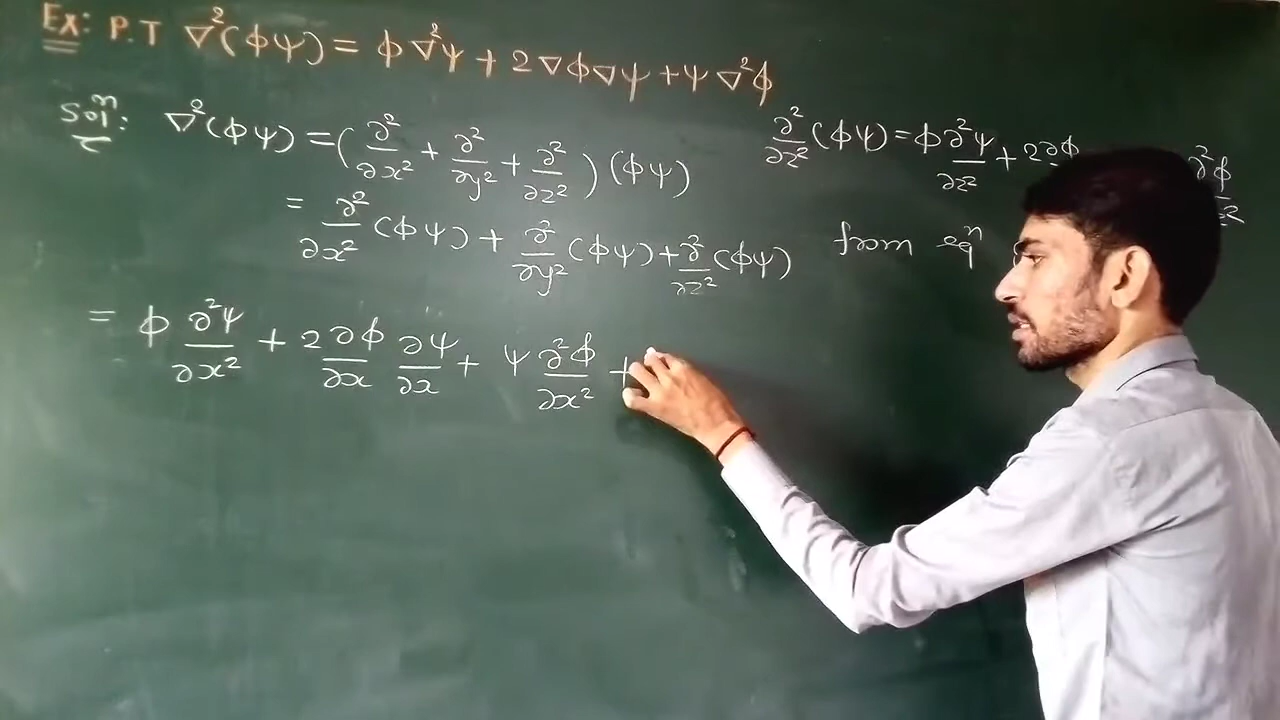 Ex: P.T ∇²(ϕψ) = ϕ∇²ψ + 2∇ϕ∇ψ + ψ∇²ϕ
Solⁿ: ∇²(ϕψ) = (∂²/∂x² + ∂²/∂y² + ∂²/∂z²)(ϕψ)
= ∂²/∂x² (ϕψ) + ∂²/∂y² (ϕψ) + ∂²/∂z² (ϕψ)
= ϕ ∂²ψ/∂x² + 2 ∂ϕ/∂x ∂ψ/∂x + ψ ∂²ϕ/∂x² +
∂²/∂z² (ϕψ) = ϕ ∂²ψ/∂z² + 2∂ϕ ∂²ϕ
from eqⁿ